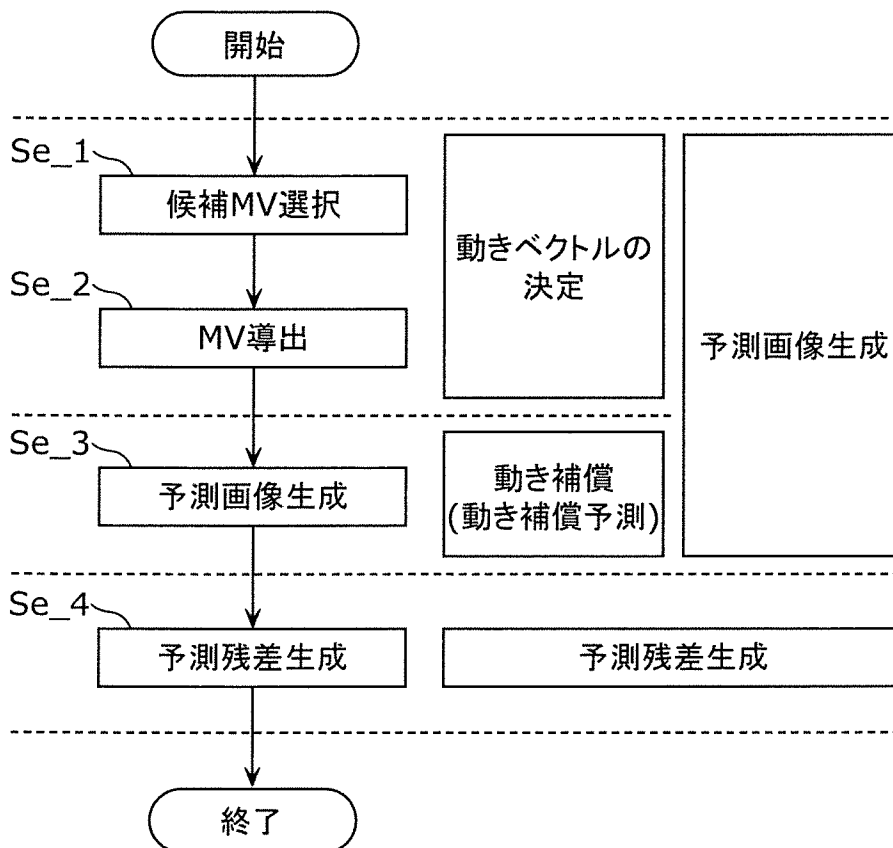 開始
Se_1
候補MV選択
Se_2
MV導出
動きベクトルの
決定
予測画像生成
Se_3
予測画像生成
動き補償
(動き補償予測)
Se_4
予測残差生成
予測残差生成
終了